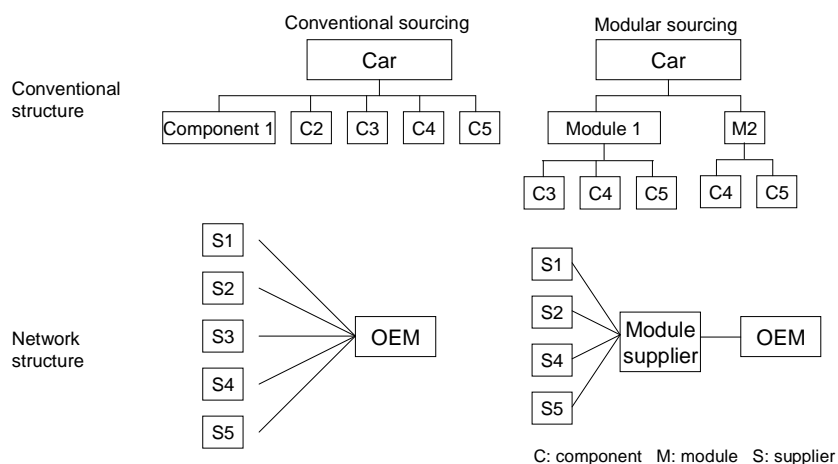 Conventional sourcing
Modular sourcing
Conventional
structure
Car
Car
Component 1
C2
C3
C4
C5
Module 1
M2
C3
C4
C5
C4
C5
Network
structure
S1
S2
S3
S4
S5
OEM
S1
S2
S4
S5
Module
supplier
OEM
C: component M: module S: supplier